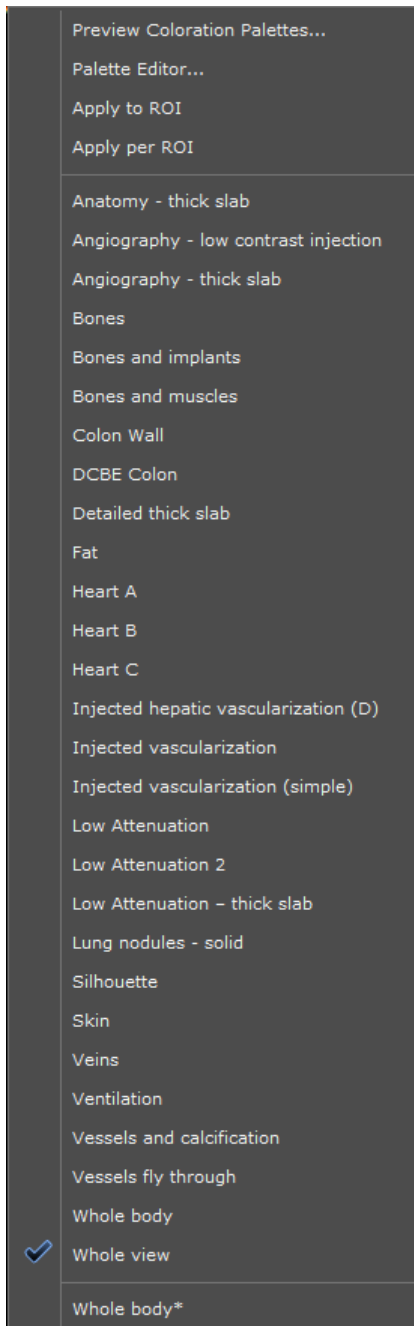 Preview Coloration Palettes...
Palette Editor...
Apply to ROI
Apply per ROI
Anatomy - thick slab
Angiography - low contrast injection
Angiography - thick slab
Bones
Bones and implants
Bones and muscles
Colon Wall
DCBE Colon
Detailed thick slab
Fat
Heart A
Heart B
Heart C
Injected hepatic vascularization (D)
Injected vascularization
Injected vascularization (simple)
Low Attenuation
Low Attenuation 2
Low Attenuation – thick slab
Lung nodules - solid
Silhouette
Skin
Veins
Ventilation
Vessels and calcification
Vessels fly through
Whole body
Whole view
Whole body*